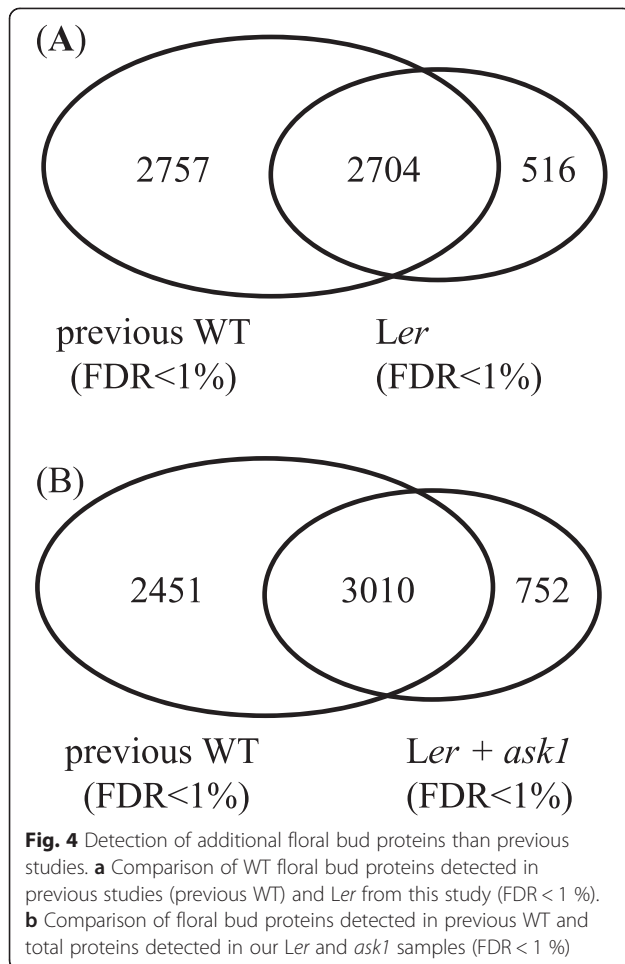 (A)
2757 2704 516
previous WT Ler
(FDR<1%) (FDR<1%)
(B)
2451 3010 752
previous WT Ler + ask1
(FDR<1%) (FDR<1%)
Fig. 4 Detection of additional floral bud proteins than previous
studies. a Comparison of WT floral bud proteins detected in
previous studies (previous WT) and Ler from this study (FDR < 1 %).
b Comparison of floral bud proteins detected in previous WT and
total proteins detected in our Ler and ask1 samples (FDR < 1 %)